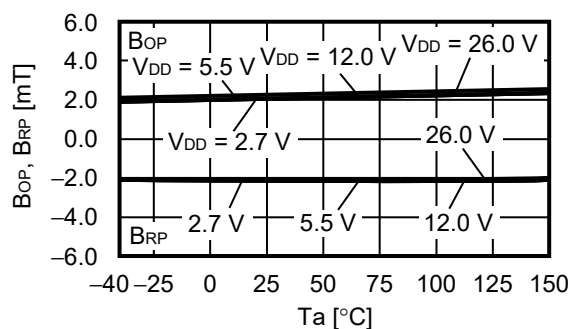 6.0
4.0
2.0
0.0
−2.0
−4.0
−6.0
BOP, BRP [mT]
BOP
VDD = 5.5 V
VDD = 12.0 V
VDD = 26.0 V
VDD = 2.7 V
26.0 V
2.7 V
5.5 V
12.0 V
BRP
−40 −25 0 25 50 75 100 125 150
Ta [°C]